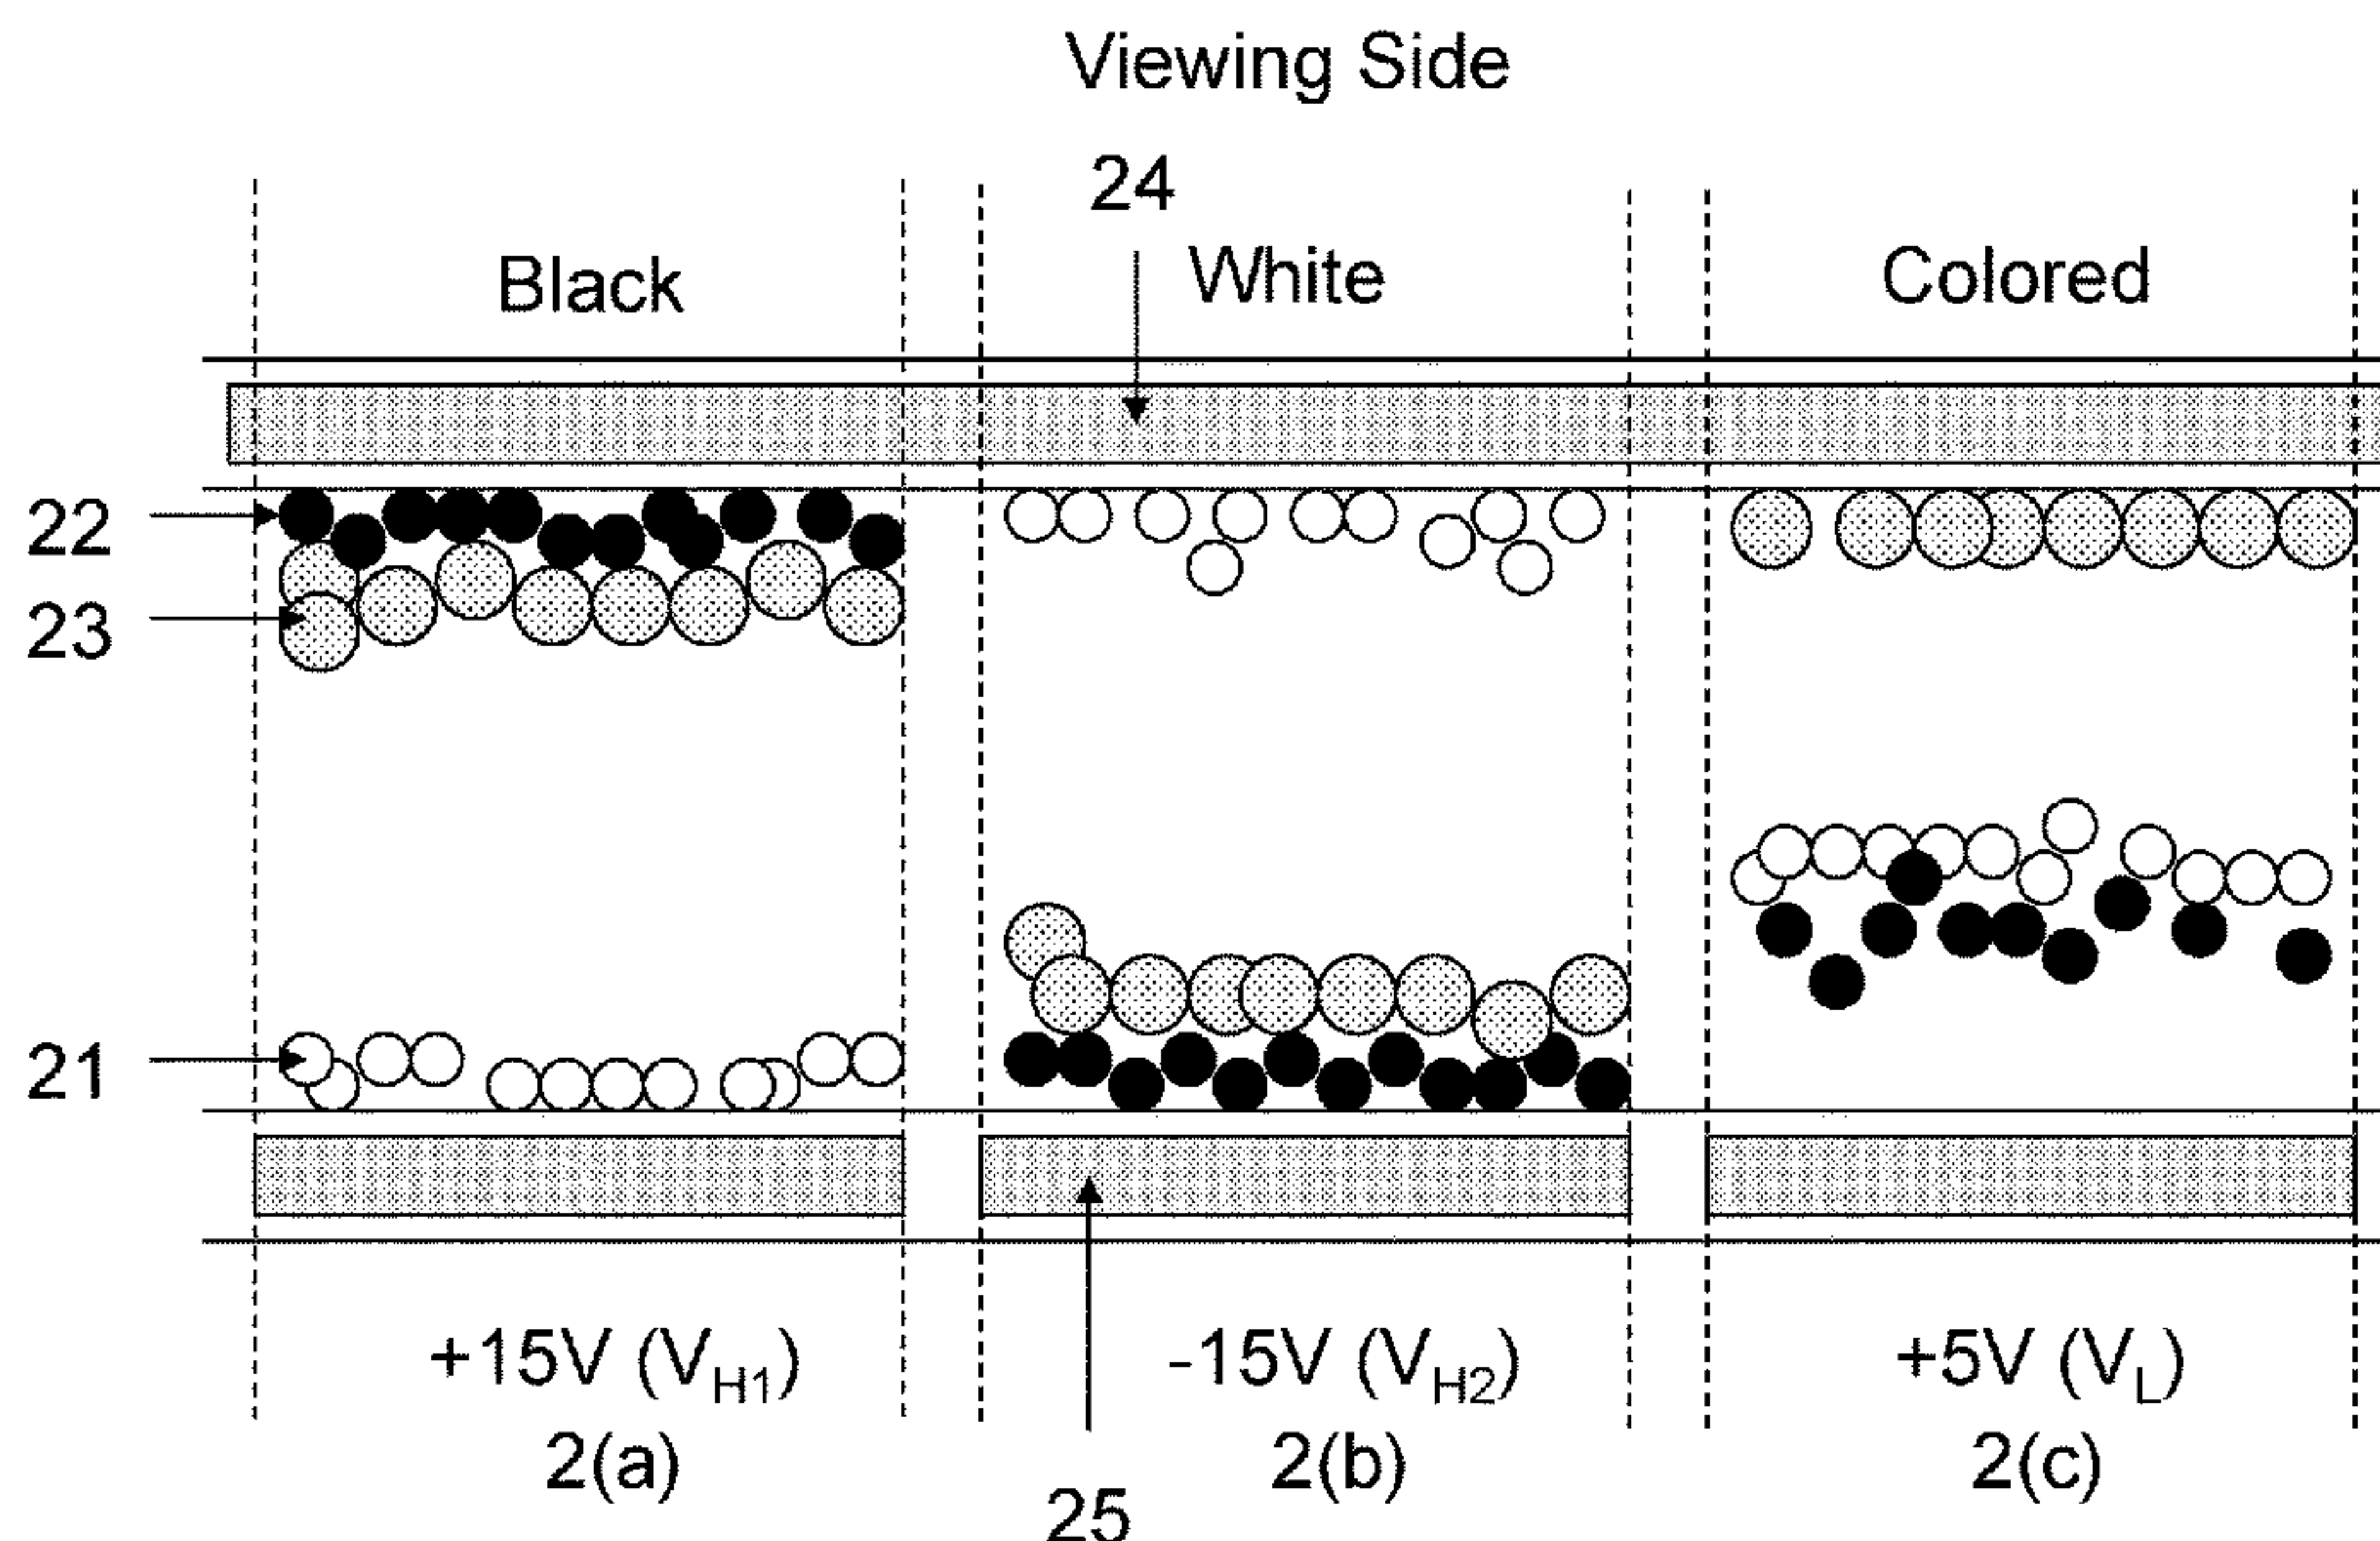 Viewing Side
24
Black
White
Colored
22
23
21
+15V (VH1)
-15V (VH2)
+5V (VL)
2(a)
2(b)
2(c)
25